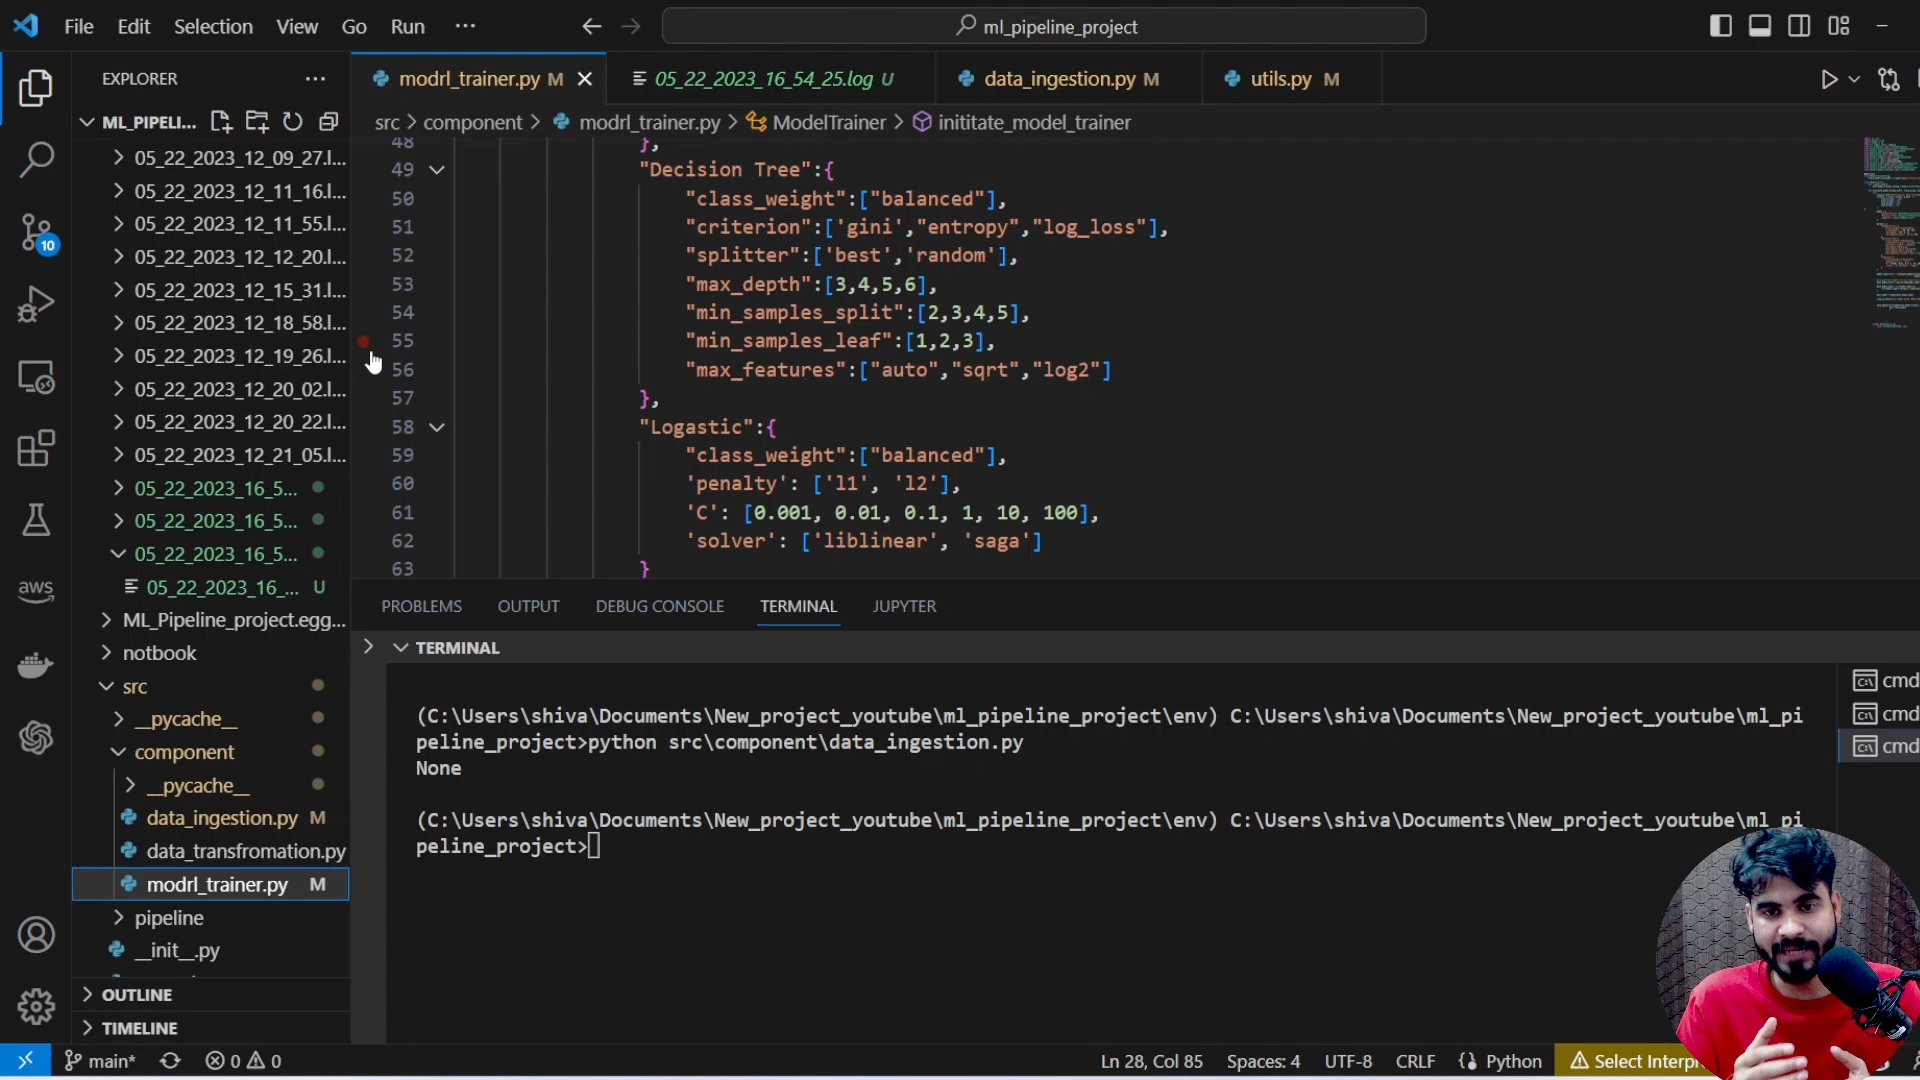 File Edit Selection View Go Run ··· ml_pipeline_project
EXPLORER ···
modrl_trainer.py M
05_22_2023_16_54_25.log U
data_ingestion.py M
utils.py M
ML_PIPELI...
src > component > modrl_trainer.py > ModelTrainer > inititate_model_trainer
05_22_2023_12_09_27.l...
05_22_2023_12_11_16.l...
05_22_2023_12_11_55.l...
05_22_2023_12_12_20.l...
05_22_2023_12_15_31.l...
05_22_2023_12_18_58.l...
05_22_2023_12_19_26.l...
05_22_2023_12_20_02.l...
05_22_2023_12_20_22.l...
05_22_2023_12_21_05.l...
05_22_2023_16_5...
05_22_2023_16_5...
05_22_2023_16_5...
05_22_2023_16_... U
ML_Pipeline_project.egg...
notbook
src
__pycache__
component
__pycache__
data_ingestion.py M
data_transfromation.py
modrl_trainer.py M
pipeline
__init__.py
OUTLINE
TIMELINE
10
aws
48 },
49 "Decision Tree":{
50 "class_weight":["balanced"],
51 "criterion":['gini',"entropy","log_loss"],
52 "splitter":['best','random'],
53 "max_depth":[3,4,5,6],
54 "min_samples_split":[2,3,4,5],
55 "min_samples_leaf":[1,2,3],
56 "max_features":["auto","sqrt","log2"]
57 },
58 "Logastic":{
59 "class_weight":["balanced"],
60 'penalty': ['l1', 'l2'],
61 'C': [0.001, 0.01, 0.1, 1, 10, 100],
62 'solver': ['liblinear', 'saga']
63 }
PROBLEMS OUTPUT DEBUG CONSOLE TERMINAL JUPYTER
TERMINAL
(C:\Users\shiva\Documents\New_project_youtube\ml_pipeline_project\env) C:\Users\shiva\Documents\New_project_youtube\ml_pi
peline_project>python src\component\data_ingestion.py
None
(C:\Users\shiva\Documents\New_project_youtube\ml_pipeline_project\env) C:\Users\shiva\Documents\New_project_youtube\ml_pi
peline_project>
cmd
cmd
cmd
main* 0 0 Ln 28, Col 85 Spaces: 4 UTF-8 CRLF {} Python Select Interpr